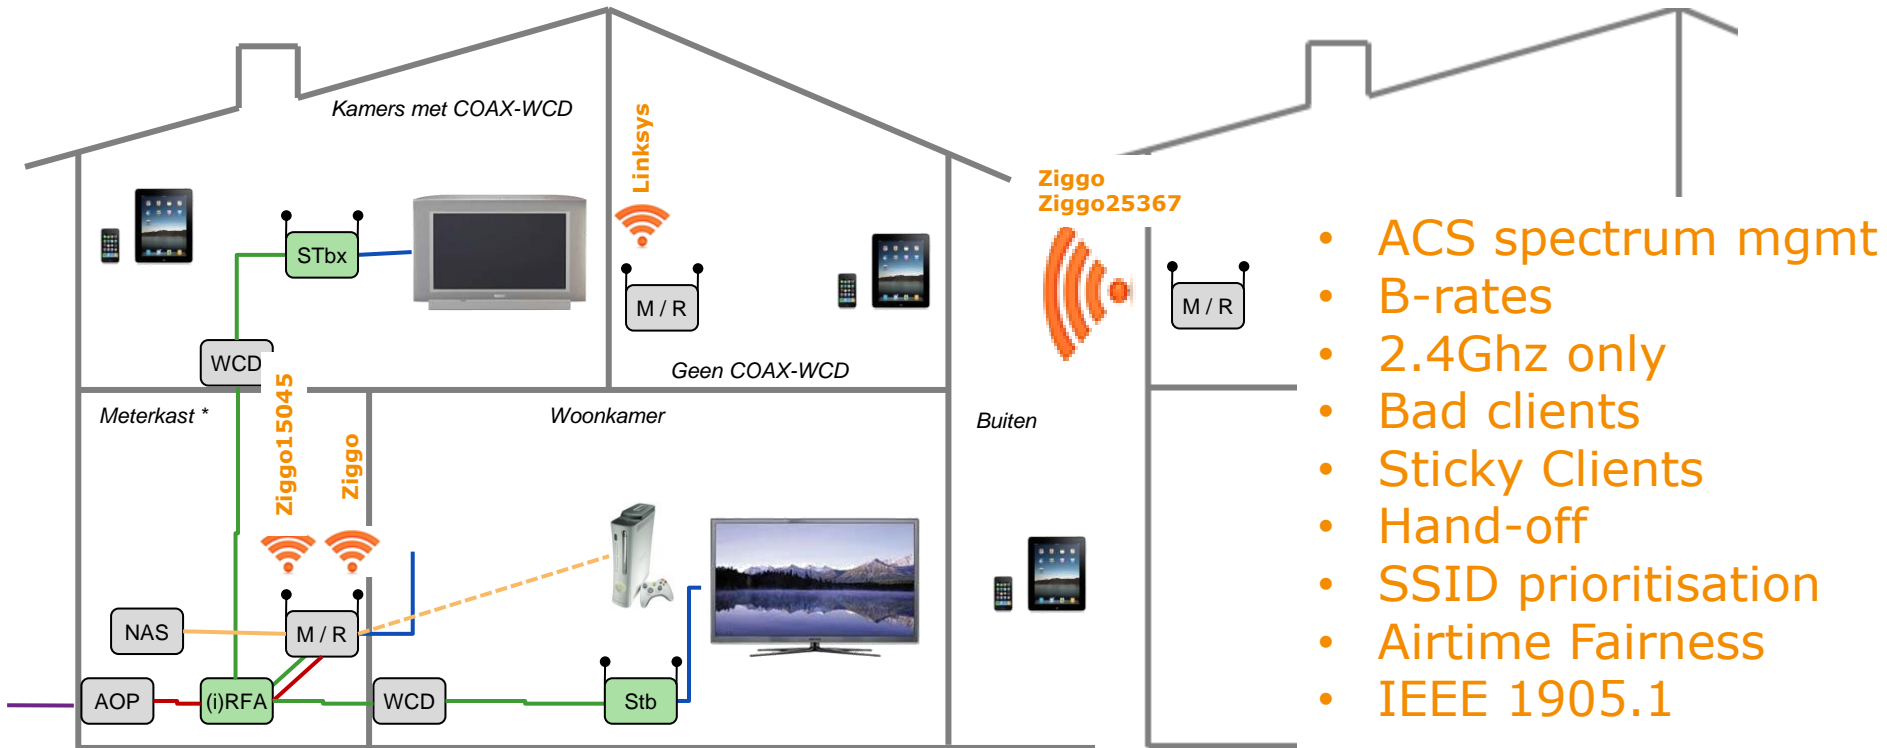 Kamers met COAX-WCD
Linksys
Ziggo
Ziggo25367
STbx
M / R
M / R
WCD
Geen COAX-WCD
Meterkast *
Ziggo15045
Ziggo
Woonkamer
Buiten
NAS
M / R
AOP
(i)RFA
WCD
Stb
• ACS spectrum mgmt
• B-rates
• 2.4Ghz only
• Bad clients
• Sticky Clients
• Hand-off
• SSID prioritisation
• Airtime Fairness
• IEEE 1905.1